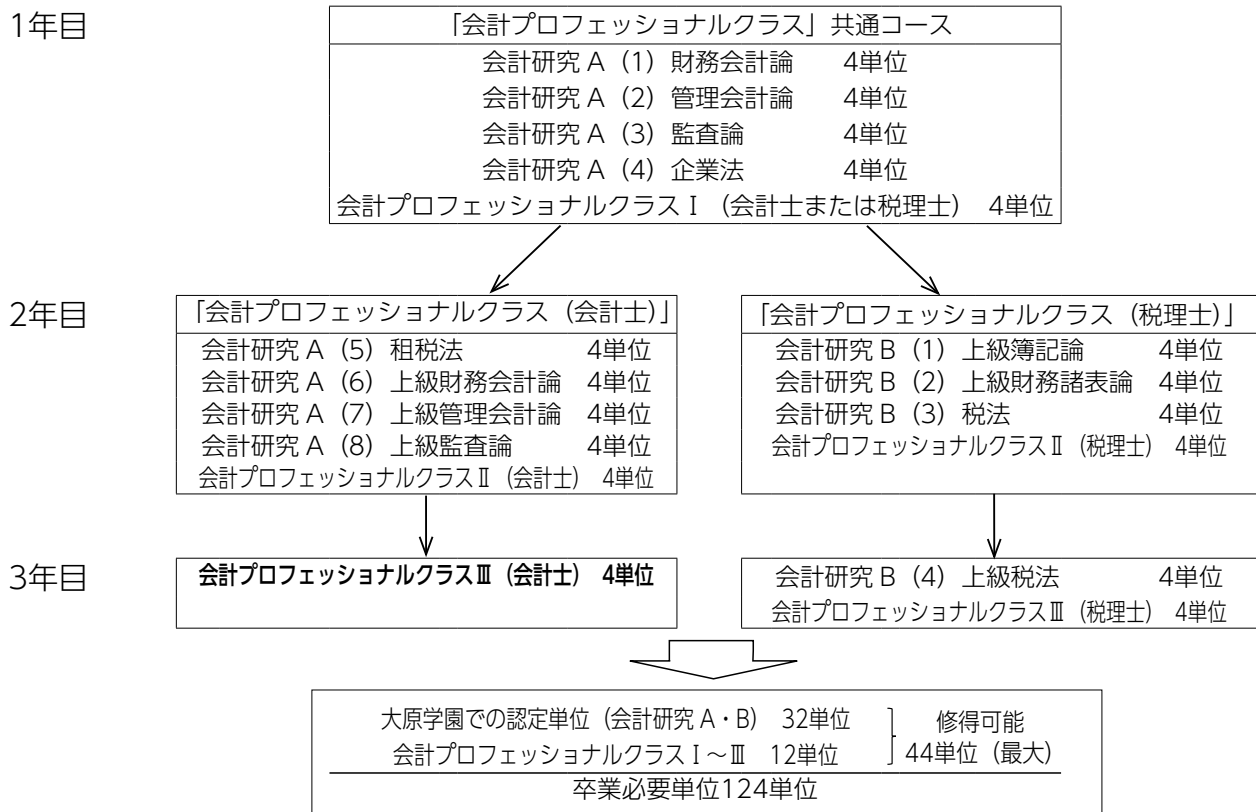 1年目
「会計プロフェッショナルクラス」共通コース
会計研究 A（1）財務会計論　4単位
会計研究 A（2）管理会計論　4単位
会計研究 A（3）監査論　4単位
会計研究 A（4）企業法　4単位
会計プロフェッショナルクラスⅠ（会計士または税理士）　4単位
2年目
「会計プロフェッショナルクラス（会計士）」
会計研究 A（5）租税法　4単位
会計研究 A（6）上級財務会計論　4単位
会計研究 A（7）上級管理会計論　4単位
会計研究 A（8）上級監査論　4単位
会計プロフェッショナルクラスⅡ（会計士）　4単位
「会計プロフェッショナルクラス（税理士）」
会計研究 B（1）上級簿記論　4単位
会計研究 B（2）上級財務諸表論　4単位
会計研究 B（3）税法　4単位
会計プロフェッショナルクラスⅡ（税理士）　4単位
3年目
会計プロフェッショナルクラスⅢ（会計士）　4単位
会計研究 B（4）上級税法　4単位
会計プロフェッショナルクラスⅢ（税理士）　4単位
大原学園での認定単位（会計研究 A・B）　32単位
会計プロフェッショナルクラスⅠ～Ⅲ　12単位
修得可能
44単位（最大）
卒業必要単位124単位